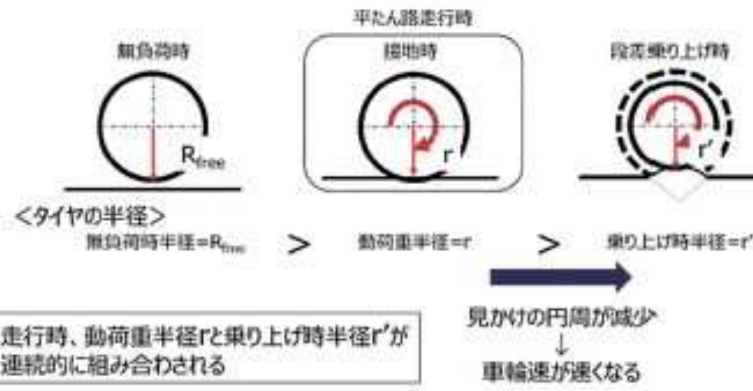 平たん路走行時
無負荷時
接地時
段差乗り上げ時
Rfree
r
r'
<タイヤの半径>
無負荷時半径=Rfree > 動荷重半径=r > 乗り上げ時半径=r'
走行時、動荷重半径rと乗り上げ時半径r'が
連続的に組み合わされる
見かけの円周が減少
↓
車輪速が速くなる